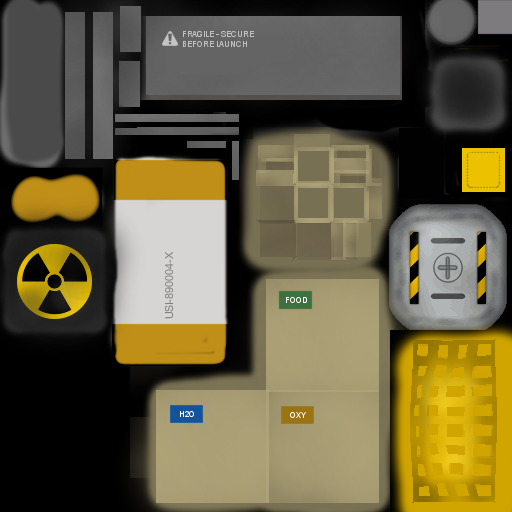 FRAGILE-SECURE
BEFORE LAUNCH
USI-890004-X
FOOD
H2O
OXY